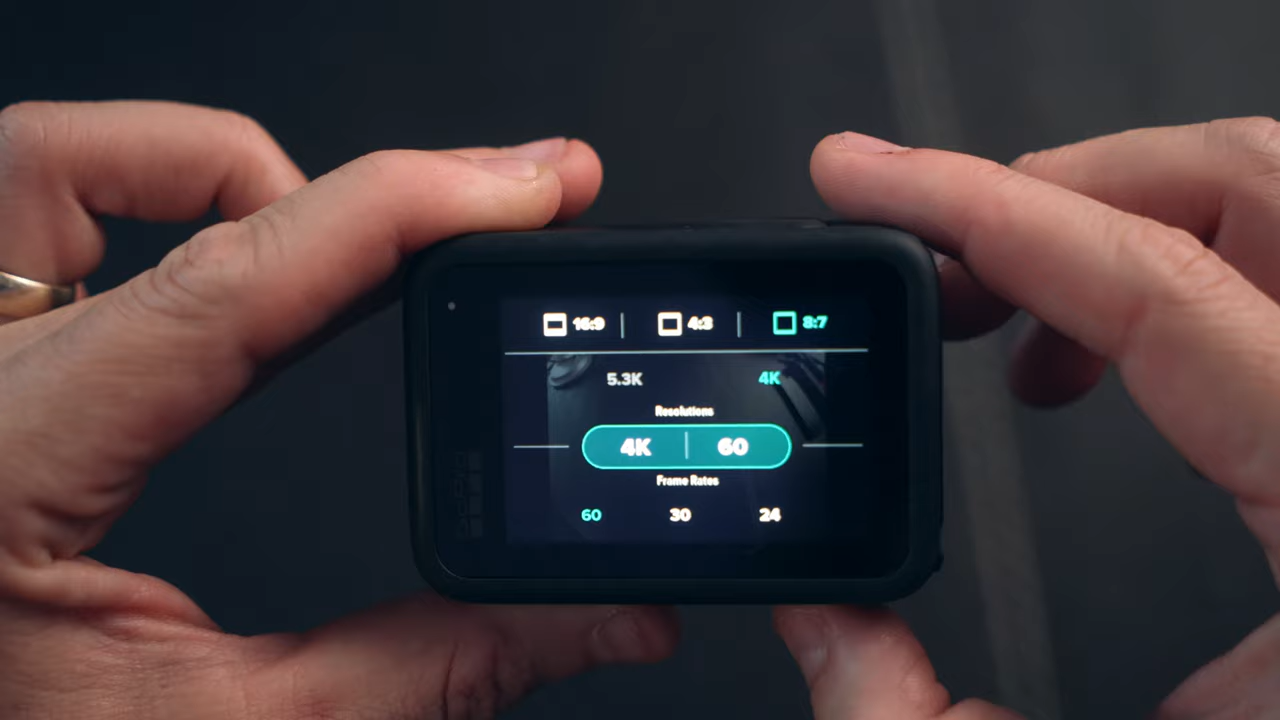 16:9 | 4:3 | 8:7
5.3K 4K
Resolutions
4K | 60
Frame Rates
60 30 24